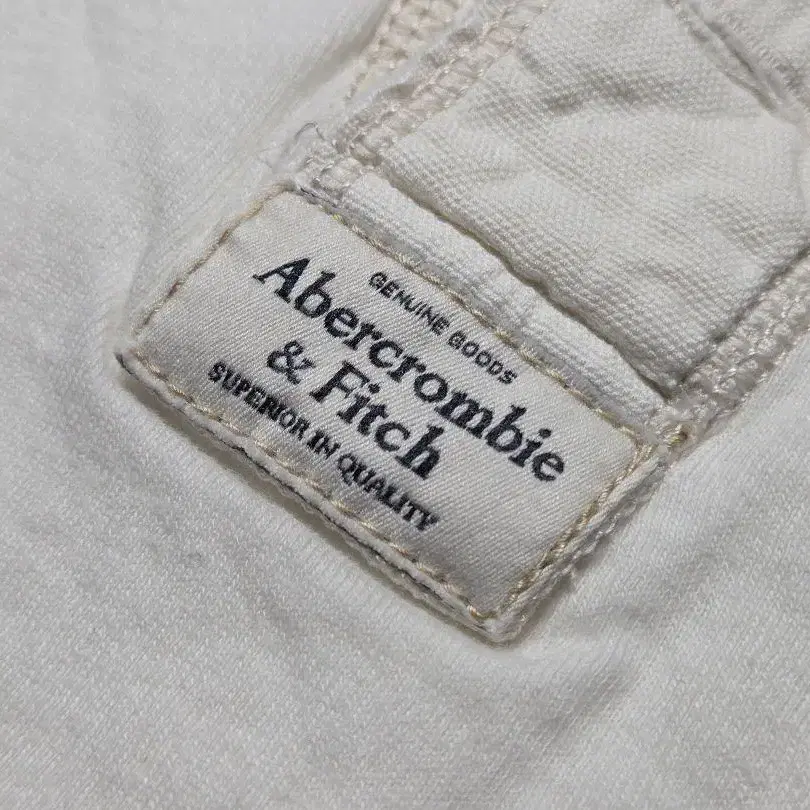 GENUINE GOODS
Abercrombie
& Fitch
SUPERIOR IN QUALITY